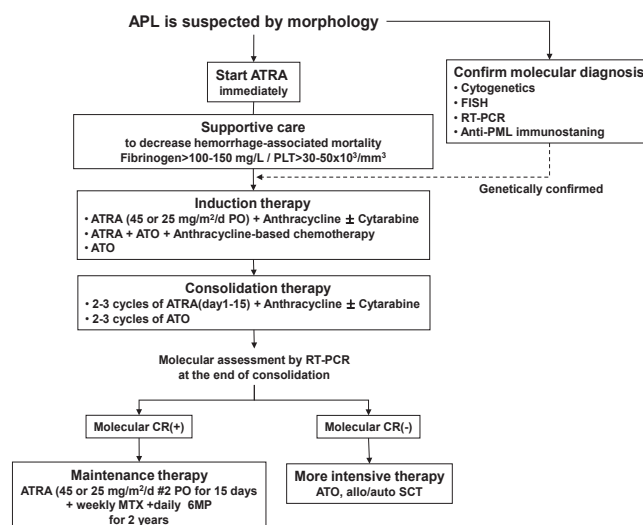 APL is suspected by morphology
Start ATRA
immediately
Confirm molecular diagnosis
• Cytogenetics
• FISH
• RT-PCR
• Anti-PML immunostaning
Supportive care
to decrease hemorrhage-associated mortality
Fibrinogen>100-150 mg/L / PLT>30-50x10³/mm³
Genetically confirmed
Induction therapy
• ATRA (45 or 25 mg/m²/d PO) + Anthracycline ± Cytarabine
• ATRA + ATO + Anthracycline-based chemotherapy
• ATO
Consolidation therapy
• 2-3 cycles of ATRA(day1-15) + Anthracycline ± Cytarabine
• 2-3 cycles of ATO
Molecular assessment by RT-PCR
at the end of consolidation
Molecular CR(+)
Molecular CR(-)
Maintenance therapy
ATRA (45 or 25 mg/m²/d #2 PO for 15 days
+ weekly MTX +daily 6MP
for 2 years
More intensive therapy
ATO, allo/auto SCT